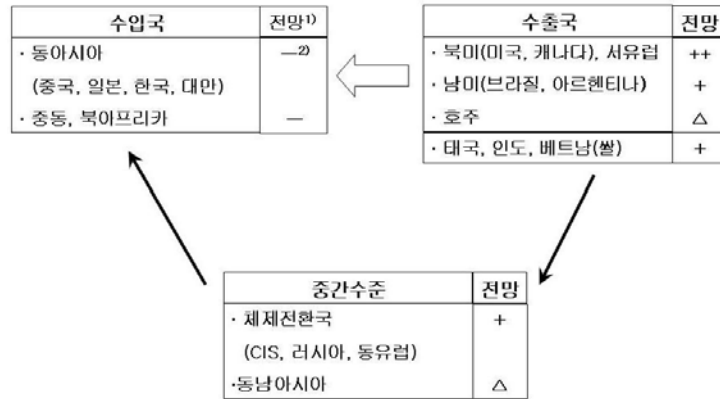 수입국 전망1)
· 동아시아 —2)
(중국, 일본, 한국, 대만)
· 중동, 북아프리카 —
수출국 전망
· 북미(미국, 캐나다), 서유럽 ++
· 남미(브라질, 아르헨티나) +
· 호주 △
· 태국, 인도, 베트남(쌀) +
중간수준 전망
· 체제전환국 +
(CIS, 러시아, 동유럽)
·동남아시아 △